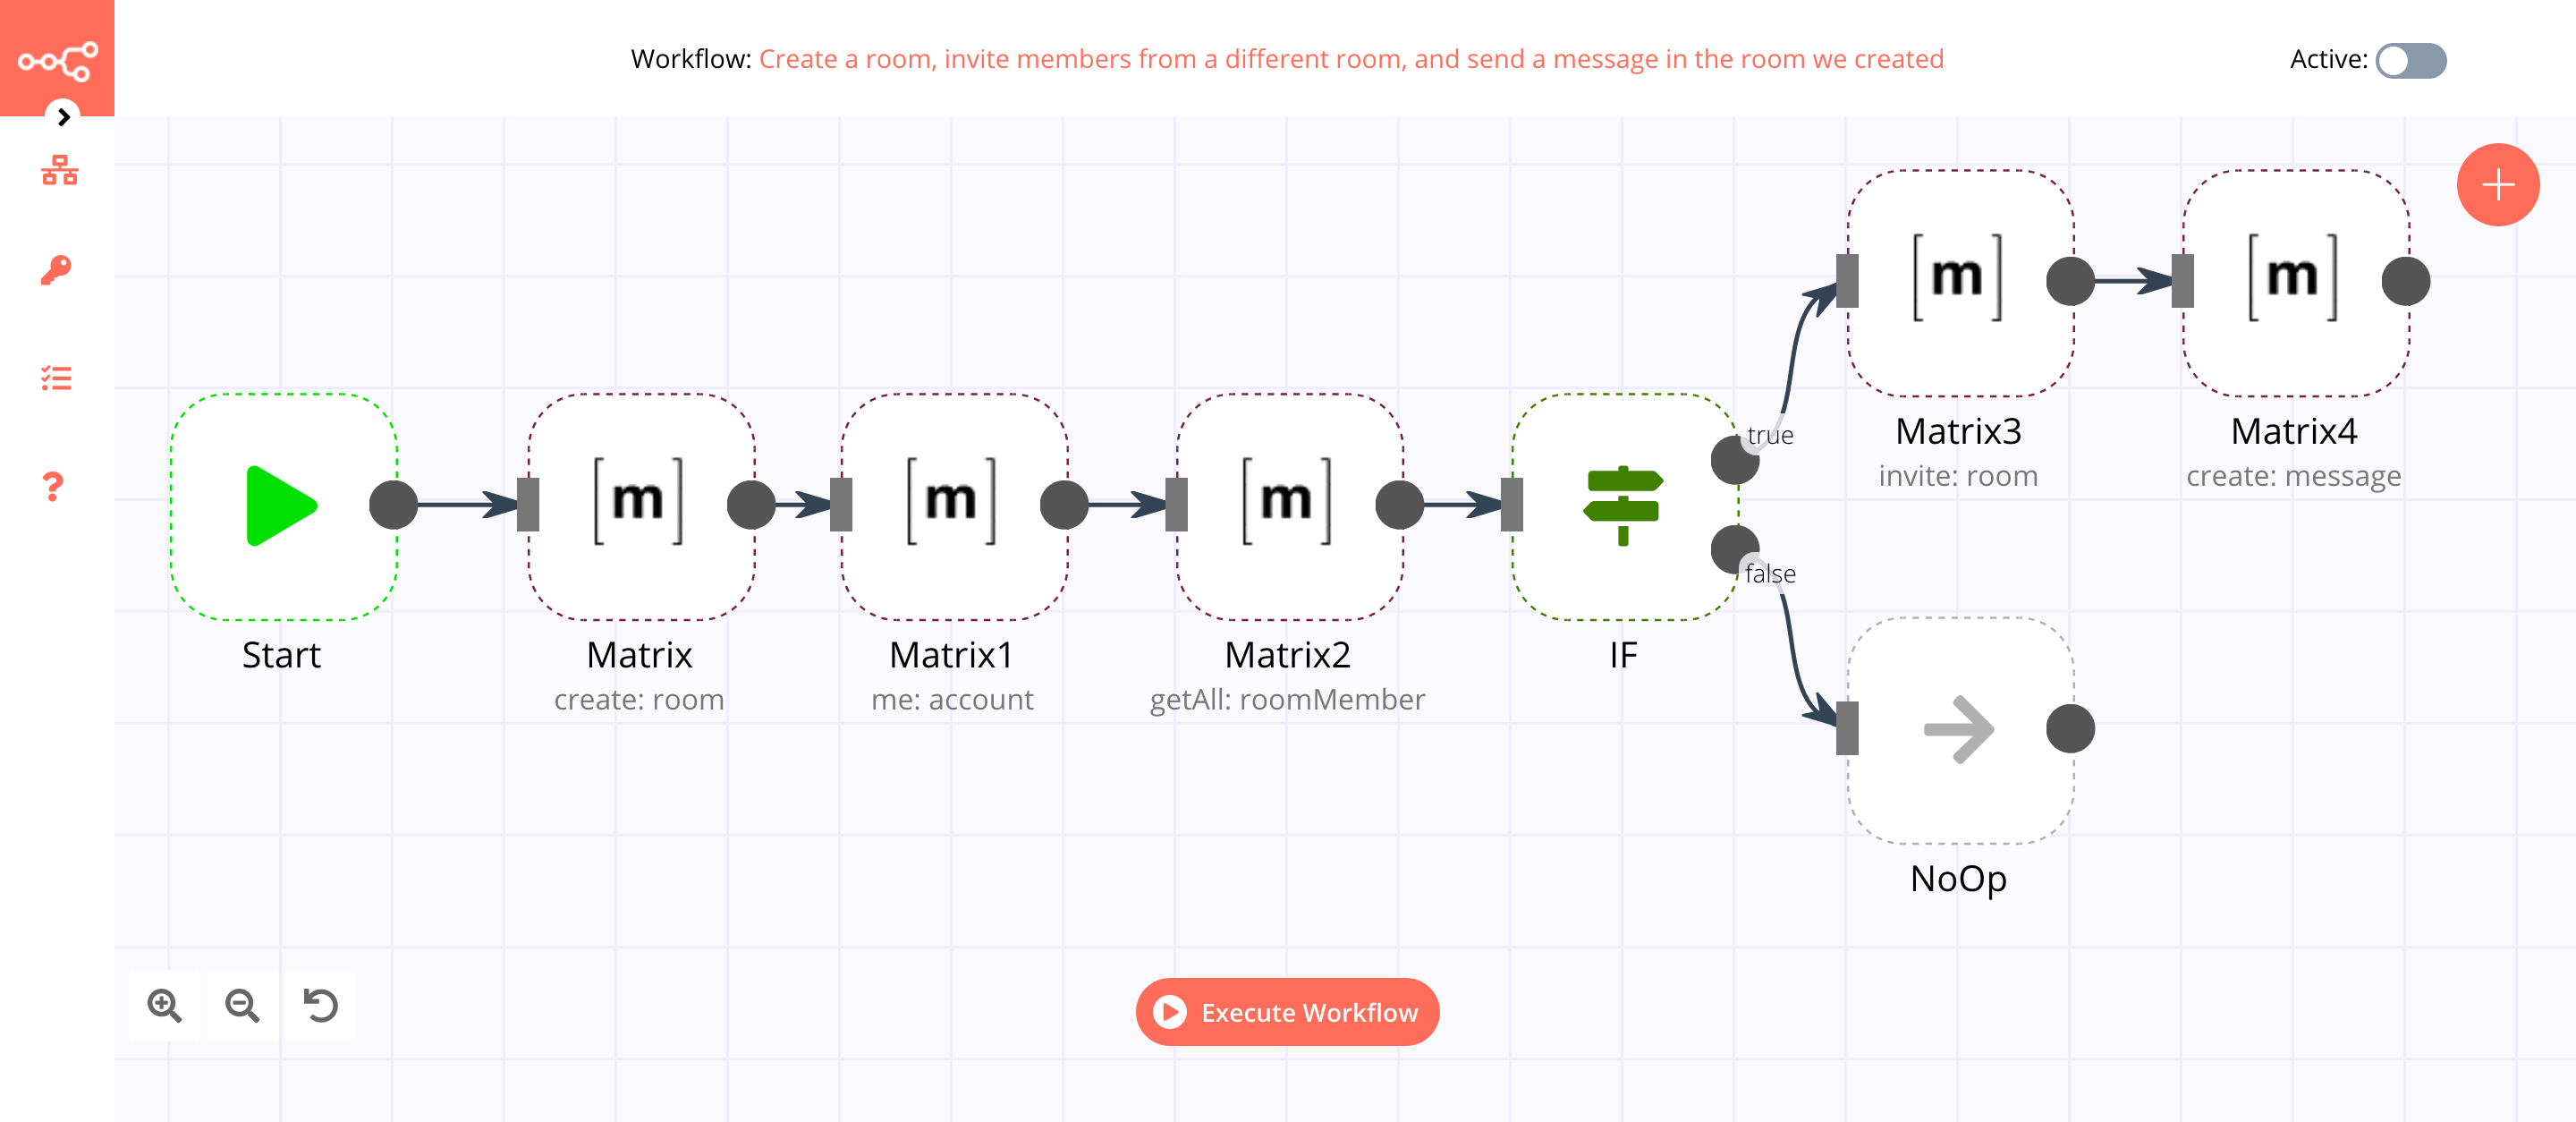 Workflow: Create a room, invite members from a different room, and send a message in the room we created
Active:
[m]
[m]
Matrix3
invite: room
Matrix4
create: message
[m]
[m]
[m]
true
false
Start
Matrix
create: room
Matrix1
me: account
Matrix2
getAll: roomMember
IF
NoOp
Execute Workflow